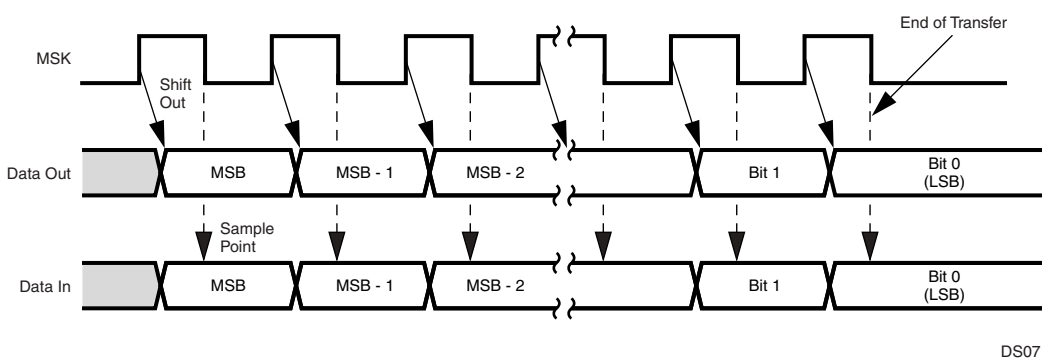 End of Transfer
MSK
Shift
Out
Data Out
MSB
MSB - 1
MSB - 2
Bit 1
Bit 0
(LSB)
Sample
Point
Data In
MSB
MSB - 1
MSB - 2
Bit 1
Bit 0
(LSB)
DS07